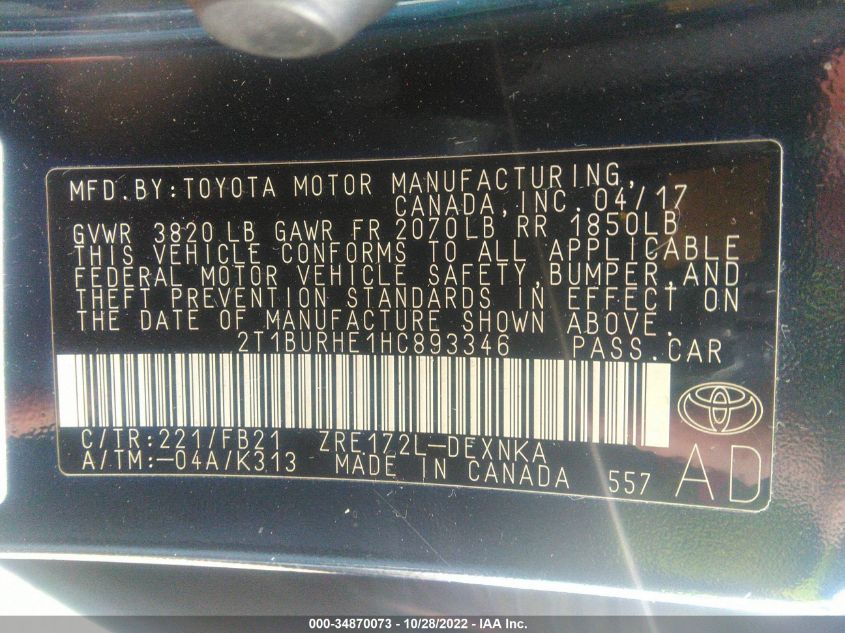 MFD.BY:TOYOTA MOTOR MANUFACTURING,
CANADA,INC.04/17
GVWR 3820 LB GAWR FR 2070LB RR 1850LB
THIS VEHICLE CONFORMS TO ALL APPLICABLE
FEDERAL MOTOR VEHICLE SAFETY,BUMPER,AND
THEFT PREVENTION STANDARDS IN EFFECT ON
THE DATE OF MANUFACTURE SHOWN ABOVE.
2T1BURHE1HC893346 PASS.CAR
C/TR:221/FB21 ZRE172L-DEXNKA
A/TM:-04A/K313 MADE IN CANADA 557 AD
000-34870073 - 10/28/2022 - IAA Inc.